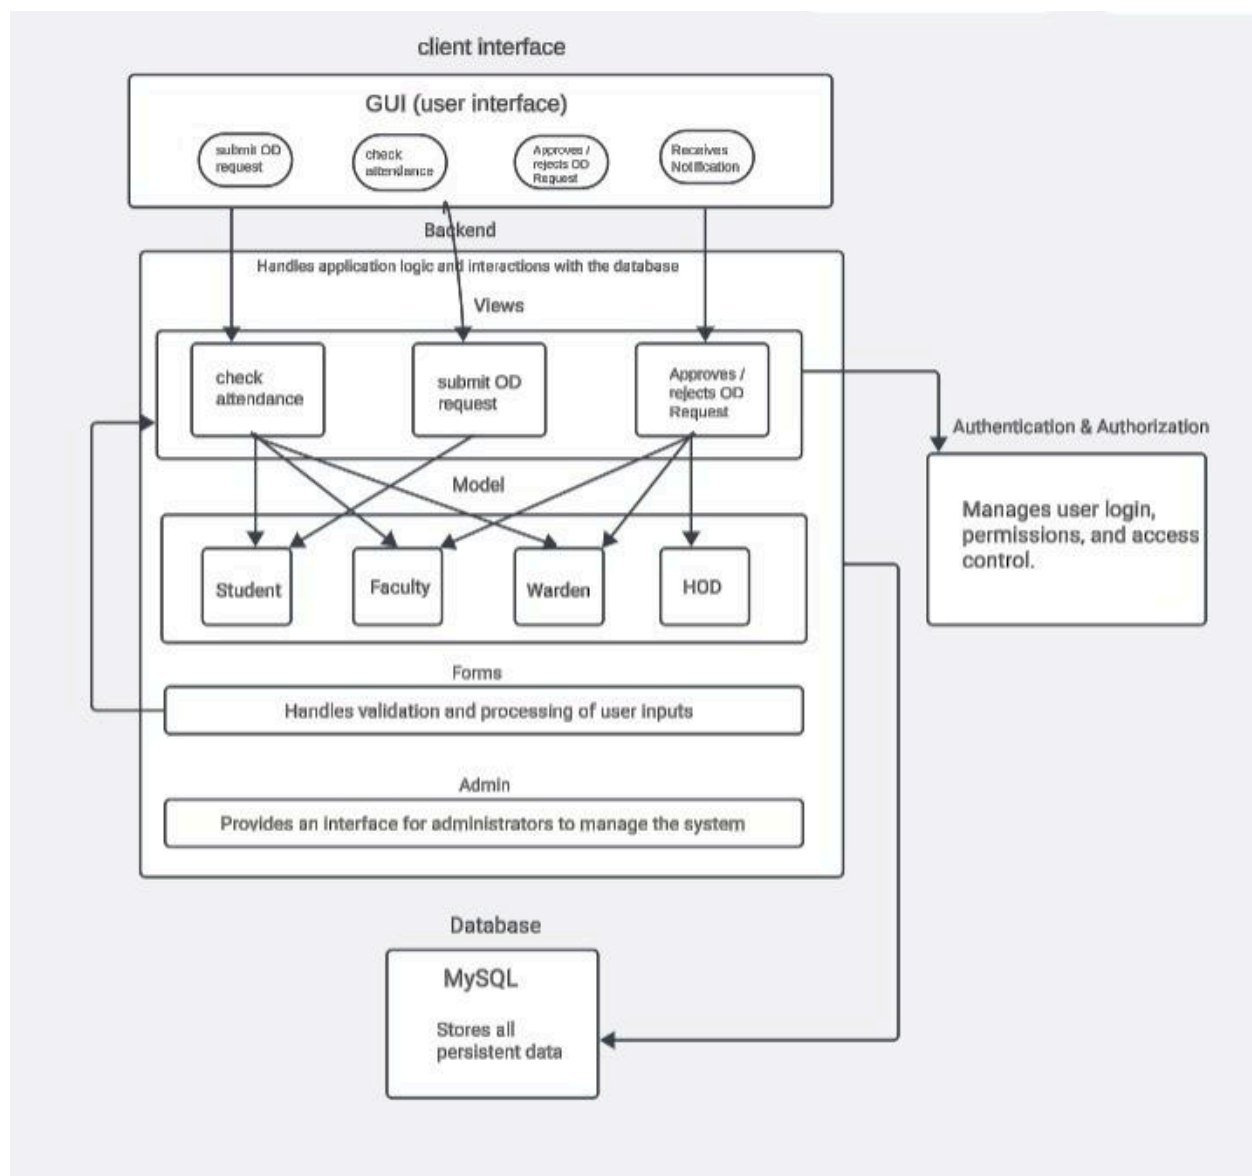 client interface
GUI (user interface)
submit OD
request
check
attendance
Approves /
rejects OD
Request
Receives
Notification
Backend
Handles application logic and interactions with the database
Views
check
attendance
submit OD
request
Approves /
rejects OD
Request
Authentication & Authorization
Manages user login,
permissions, and access
control.
Model
Student
Faculty
Warden
HOD
Forms
Handles validation and processing of user inputs
Admin
Provides an interface for administrators to manage the system
Database
MySQL
Stores all
persistent data